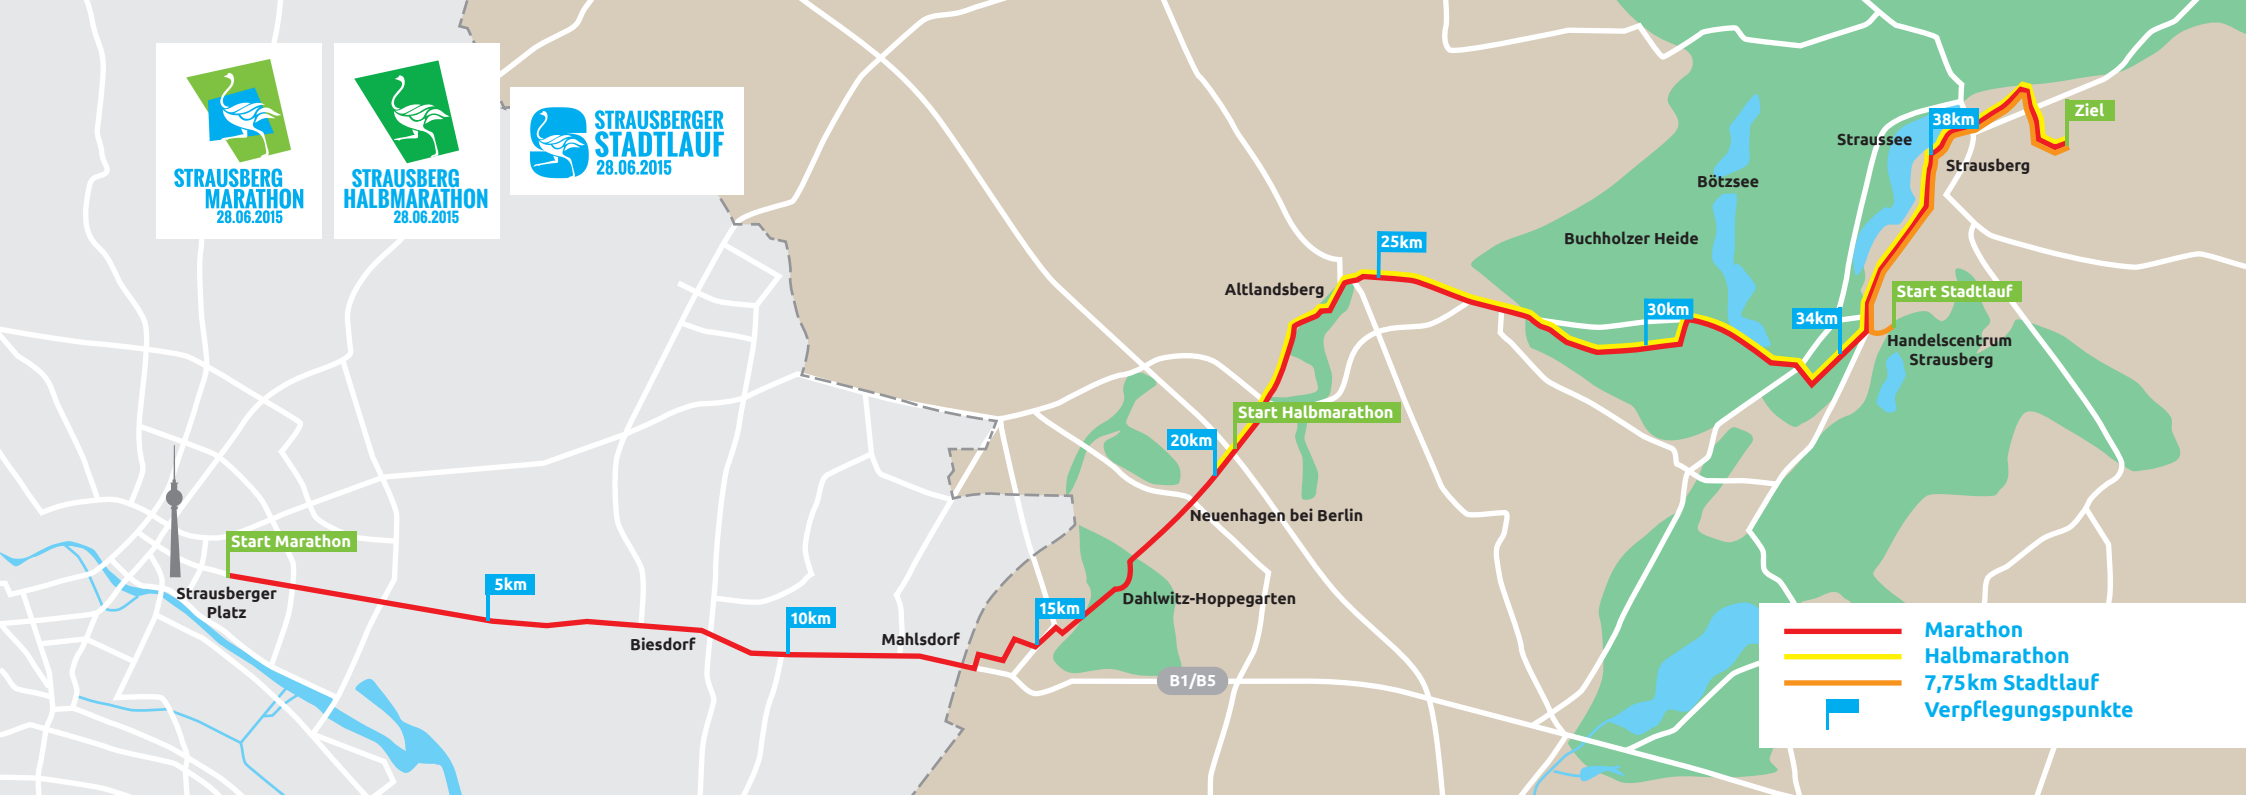 STRAUSBERG
MARATHON
28.06.2015
STRAUSBERG
HALBMARATHON
28.06.2015
STRAUSBERGER
STADTLAUF
28.06.2015
Ziel
38km
Straussee
Strausberg
Bötzsee
Buchholzer Heide
25km
Altlandsberg
Start Stadtlauf
30km
34km
Handelscentrum
Strausberg
Start Halbmarathon
20km
Neuenhagen bei Berlin
Start Marathon
Strausberger
Platz
5km
10km
Biesdorf
Mahlsdorf
15km
Dahlwitz-Hoppegarten
B1/B5
Marathon
Halbmarathon
7,75km Stadtlauf
Verpflegungspunkte